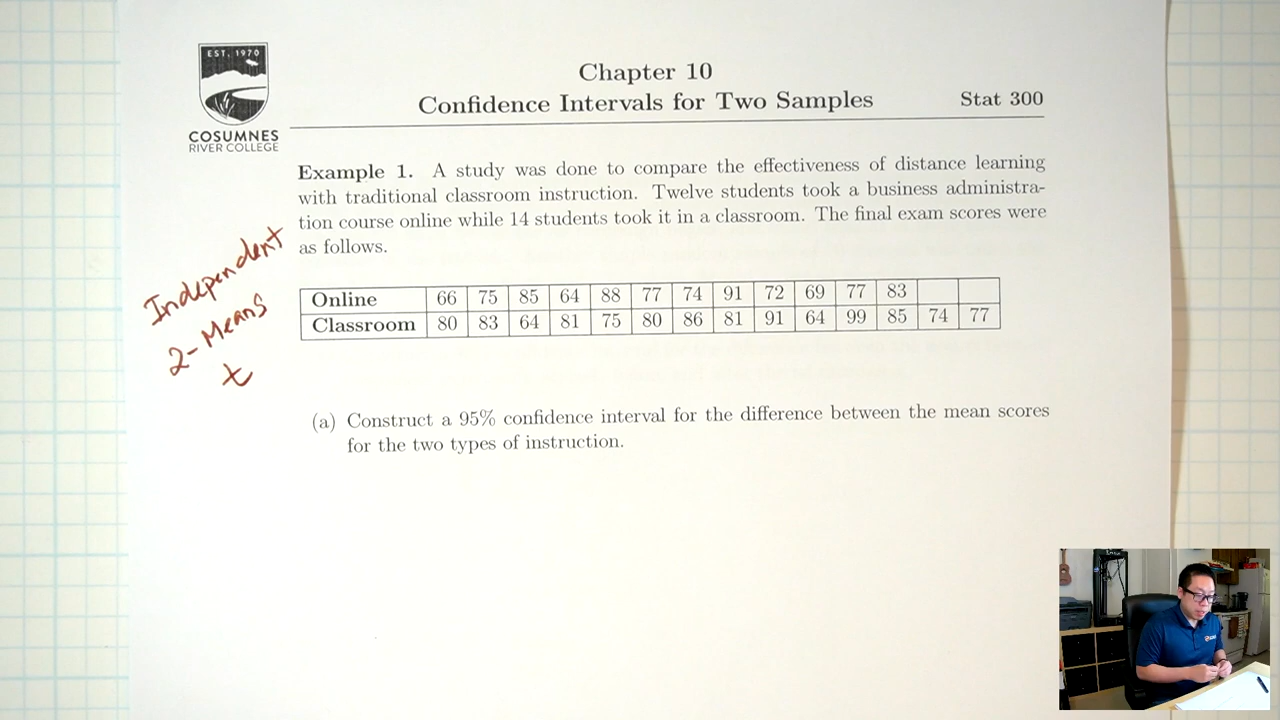 EST. 1970
COSUMNES
RIVER COLLEGE
Chapter 10
Confidence Intervals for Two Samples
Stat 300
Example 1. A study was done to compare the effectiveness of distance learning
with traditional classroom instruction. Twelve students took a business administra-
tion course online while 14 students took it in a classroom. The final exam scores were
as follows.
Independent
2-Means
t
Online 66 75 85 64 88 77 74 91 72 69 77 83
Classroom 80 83 64 81 75 80 86 81 91 64 99 85 74 77
(a) Construct a 95% confidence interval for the difference between the mean scores
for the two types of instruction.